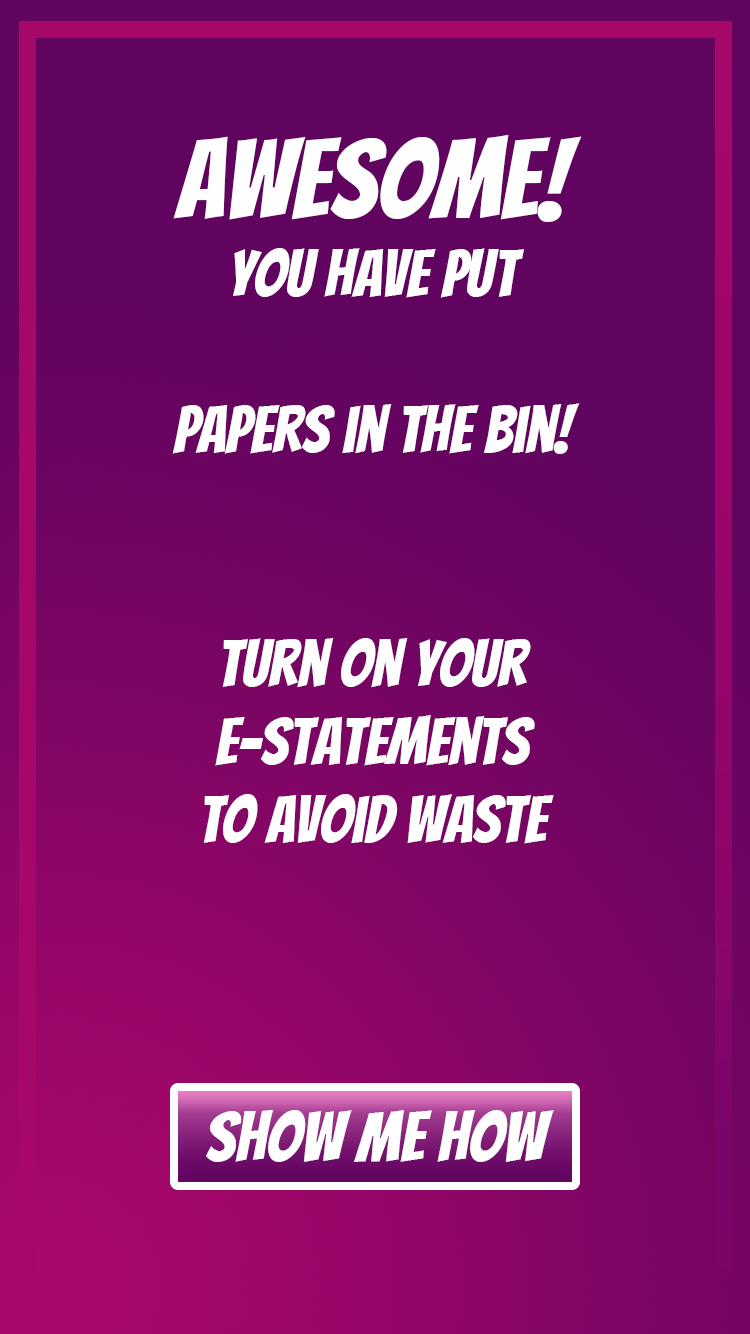 AWESOME!
YOU HAVE PUT
PAPERS IN THE BIN!
TURN ON YOUR
E-STATEMENTS
TO AVOID WASTE
SHOW ME HOW